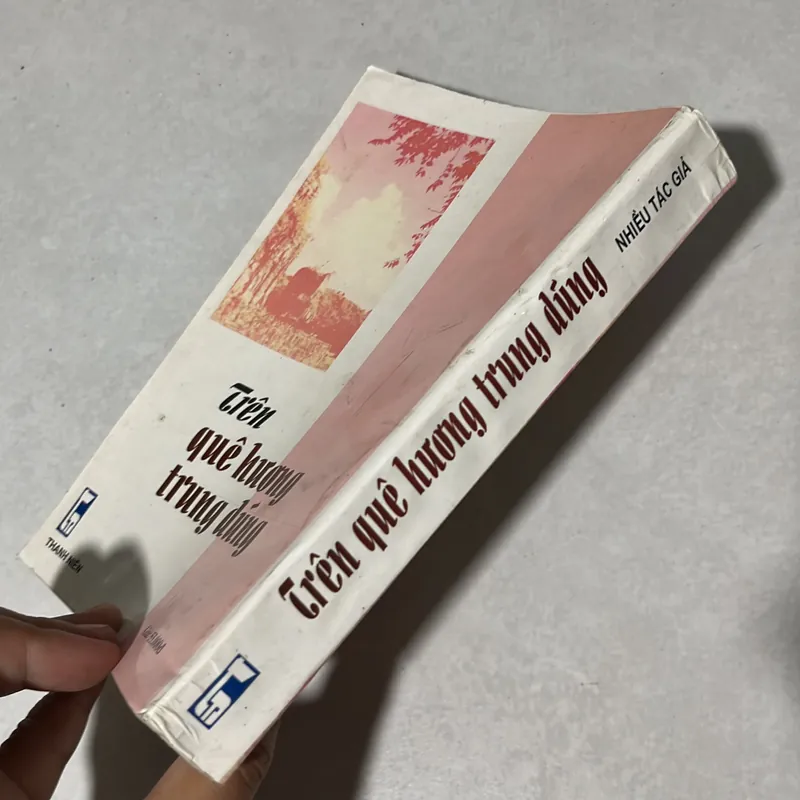 Trên
quê hương
trung dũng
THANH NIÊN
NHIỀU TÁC GIẢ
Trên quê hương trung dũng